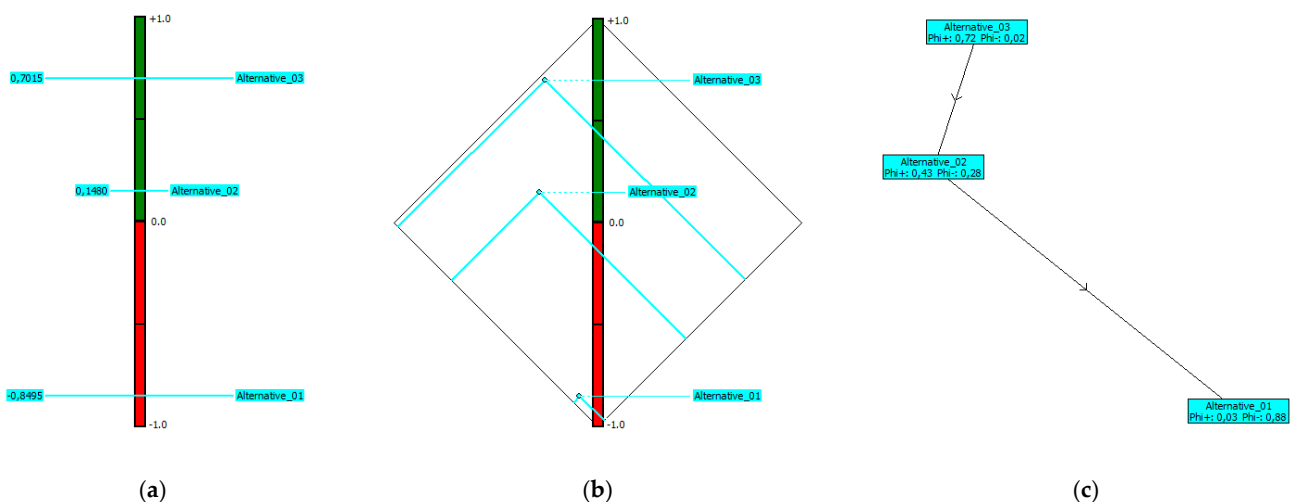 +1.0
0,7015
Alternative_03
0,1480
Alternative_02
0.0
-0,8495
Alternative_01
-1.0
(a)
+1.0
Alternative_03
Alternative_02
0.0
Alternative_01
-1.0
(b)
Alternative_03
Phi+: 0,72 Phi-: 0,02
Alternative_02
Phi+: 0,43 Phi-: 0,28
Alternative_01
Phi+: 0,03 Phi-: 0,88
(c)